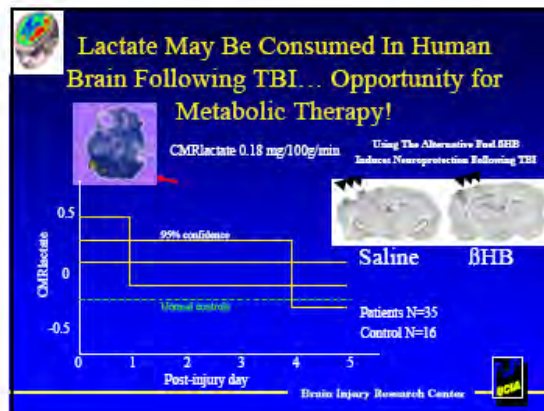 Lactate May Be Consumed In Human
Brain Following TBI... Opportunity for
Metabolic Therapy!
CMRlactate 0.18 mg/100g/min
Using The Alternative Fuel βHB
Induces Neuroprotection Following TBI
Saline
βHB
CMRlactate
0.5
0
-0.5
95% confidence
Normal controls
0 1 2 3 4 5
Post-injury day
Patients N=35
Control N=16
Brain Injury Research Center
UCLA